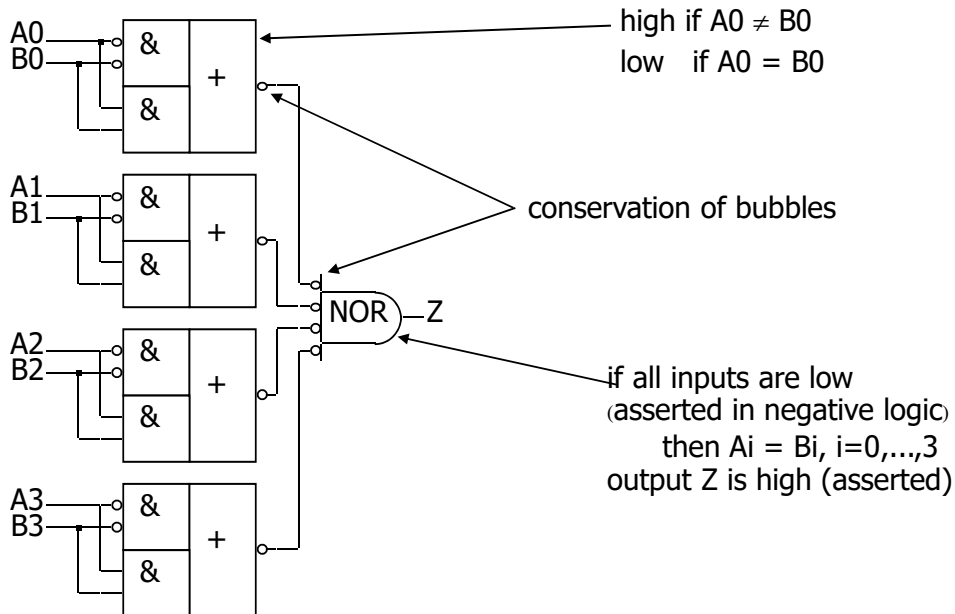 A0
B0
&
+
&
high if A0 ≠ B0
low if A0 = B0
A1
B1
&
+
&
conservation of bubbles
NOR
Z
A2
B2
&
+
&
if all inputs are low
(asserted in negative logic)
then Ai = Bi, i=0,...,3
output Z is high (asserted)
A3
B3
&
+
&